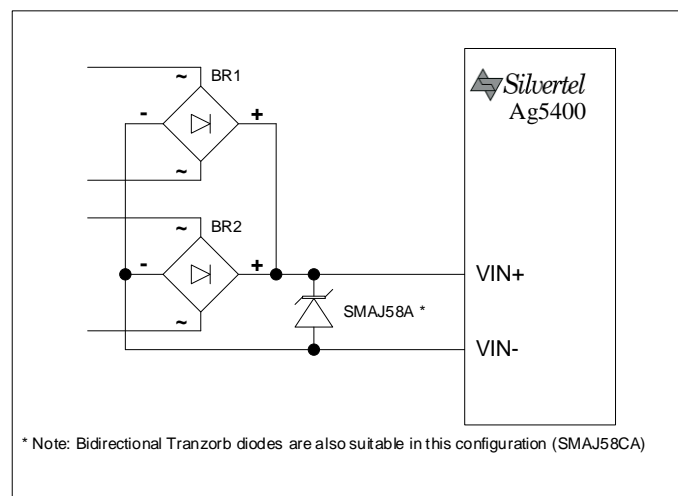 ~
BR1
-
+
~
~
BR2
-
+
~
Silvertel
Ag5400
VIN+
SMAJ58A *
VIN-
* Note: Bidirectional Tranzorb diodes are also suitable in this configuration (SMAJ58CA)